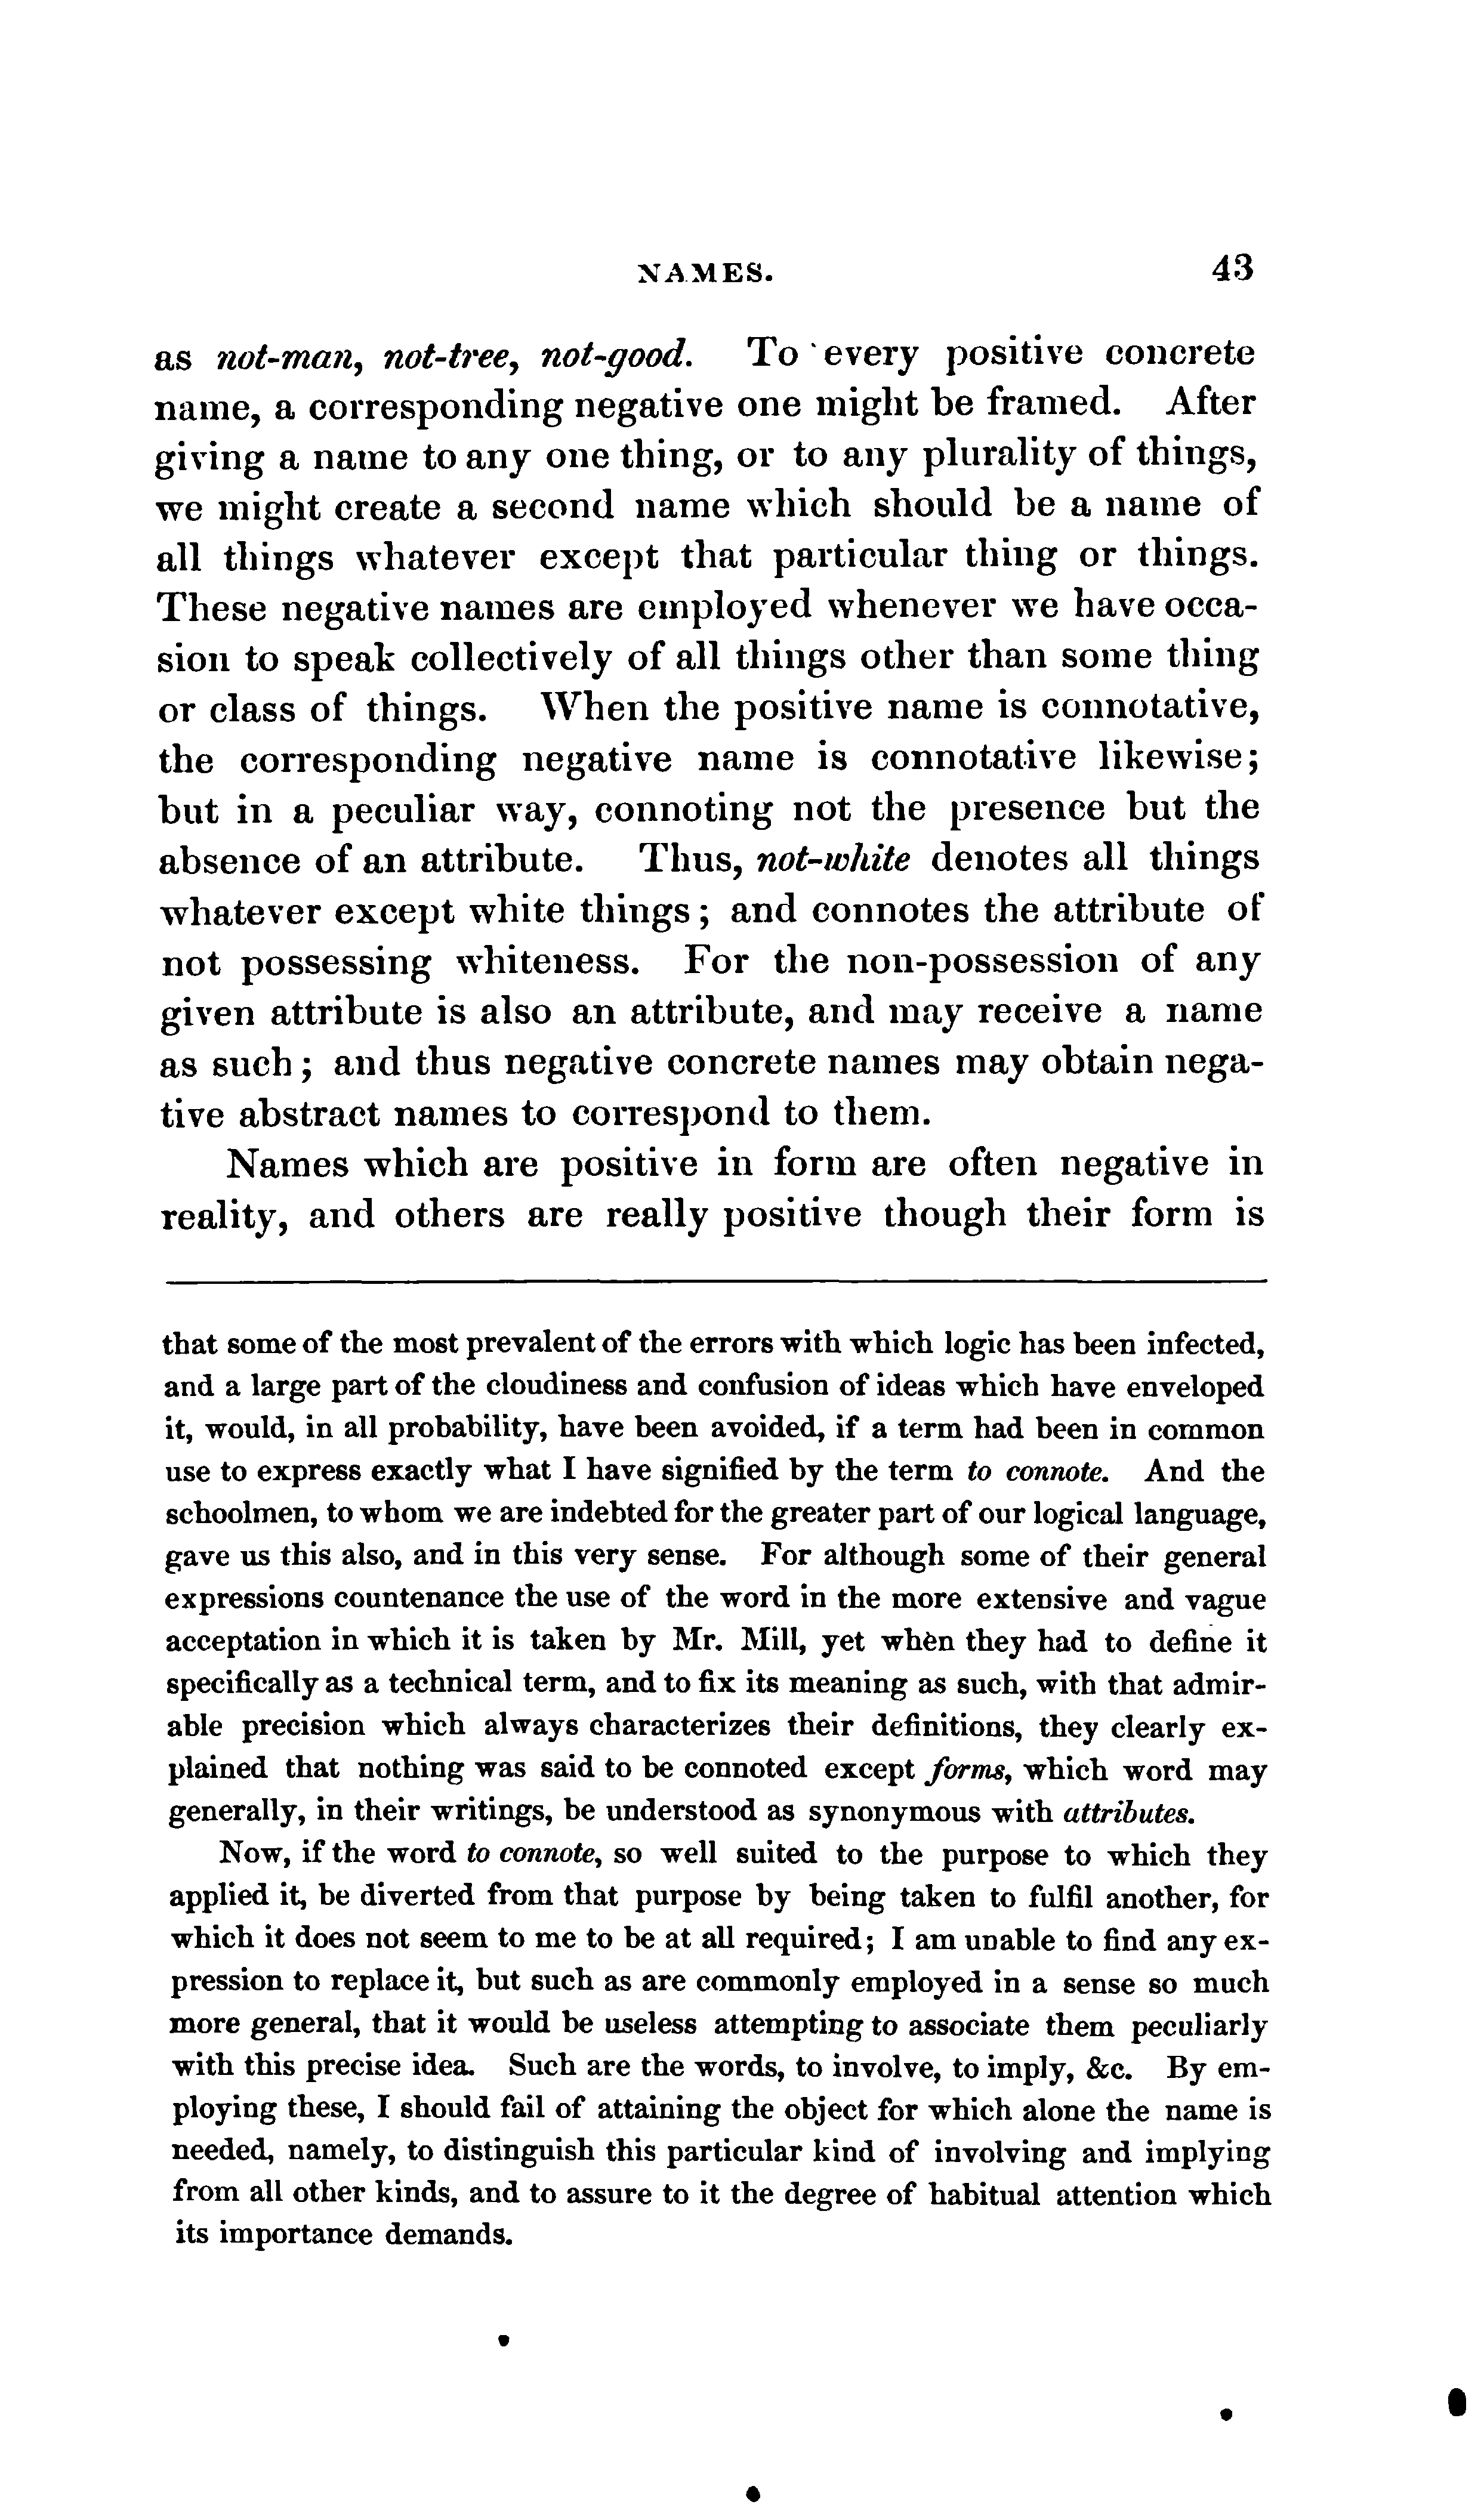 NAMES. 43
as not-man, not-tree, not-good. To every positive concrete
name, a corresponding negative one might be framed. After
giving a name to any one thing, or to any plurality of things,
we might create a second name which should be a name of
all things whatever except that particular thing or things.
These negative names are employed whenever we have occa-
sion to speak collectively of all things other than some thing
or class of things. When the positive name is connotative,
the corresponding negative name is connotative likewise;
but in a peculiar way, connoting not the presence but the
absence of an attribute. Thus, not-white denotes all things
whatever except white things; and connotes the attribute of
not possessing whiteness. For the non-possession of any
given attribute is also an attribute, and may receive a name
as such; and thus negative concrete names may obtain nega-
tive abstract names to correspond to them.
Names which are positive in form are often negative in
reality, and others are really positive though their form is
that some of the most prevalent of the errors with which logic has been infected,
and a large part of the cloudiness and confusion of ideas which have enveloped
it, would, in all probability, have been avoided, if a term had been in common
use to express exactly what I have signified by the term to connote. And the
schoolmen, to whom we are indebted for the greater part of our logical language,
gave us this also, and in this very sense. For although some of their general
expressions countenance the use of the word in the more extensive and vague
acceptation in which it is taken by Mr. Mill, yet when they had to define it
specifically as a technical term, and to fix its meaning as such, with that admir-
able precision which always characterizes their definitions, they clearly ex-
plained that nothing was said to be connoted except forms, which word may
generally, in their writings, be understood as synonymous with attributes.
Now, if the word to connote, so well suited to the purpose to which they
applied it, be diverted from that purpose by being taken to fulfil another, for
which it does not seem to me to be at all required; I am unable to find any ex-
pression to replace it, but such as are commonly employed in a sense so much
more general, that it would be useless attempting to associate them peculiarly
with this precise idea. Such are the words, to involve, to imply, &c. By em-
ploying these, I should fail of attaining the object for which alone the name is
needed, namely, to distinguish this particular kind of involving and implying
from all other kinds, and to assure to it the degree of habitual attention which
its importance demands.